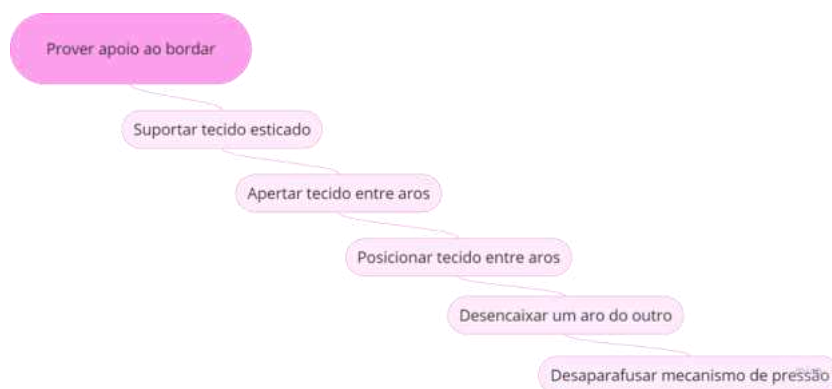 Prover apoio ao bordar
Suportar tecido esticado
Apertar tecido entre aros
Posicionar tecido entre aros
Desencaixar um aro do outro
Desaparafusar mecanismo de pressão